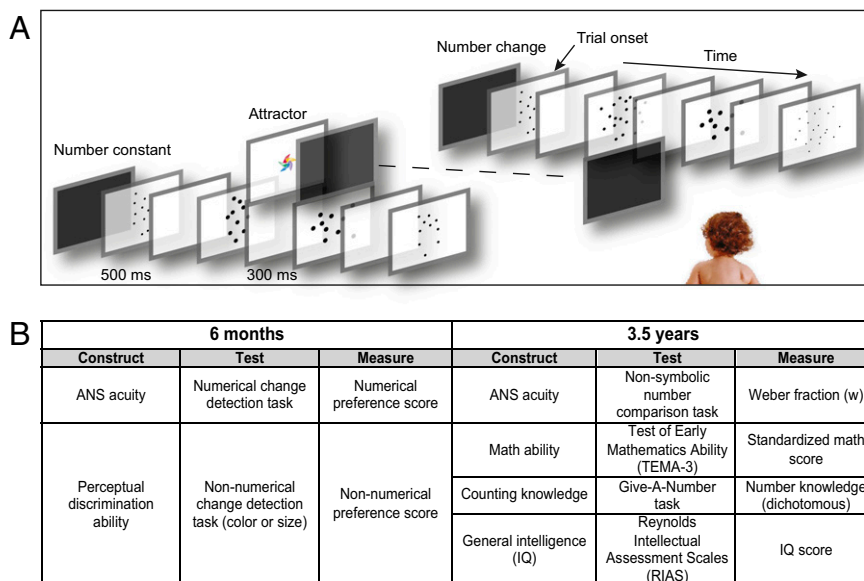 A
Number change
Trial onset
Time
Attractor
Number constant
500 ms
300 ms
B
6 months
3.5 years
Construct
Test
Measure
Construct
Test
Measure
ANS acuity
Numerical change
detection task
Numerical
preference score
ANS acuity
Non-symbolic
number
comparison task
Weber fraction (w)
Perceptual
discrimination
ability
Non-numerical
change detection
task (color or size)
Non-numerical
preference score
Math ability
Test of Early
Mathematics Ability
(TEMA-3)
Standardized math
score
Counting knowledge
Give-A-Number
task
Number knowledge
(dichotomous)
General intelligence
(IQ)
Reynolds
Intellectual
Assessment Scales
(RIAS)
IQ score